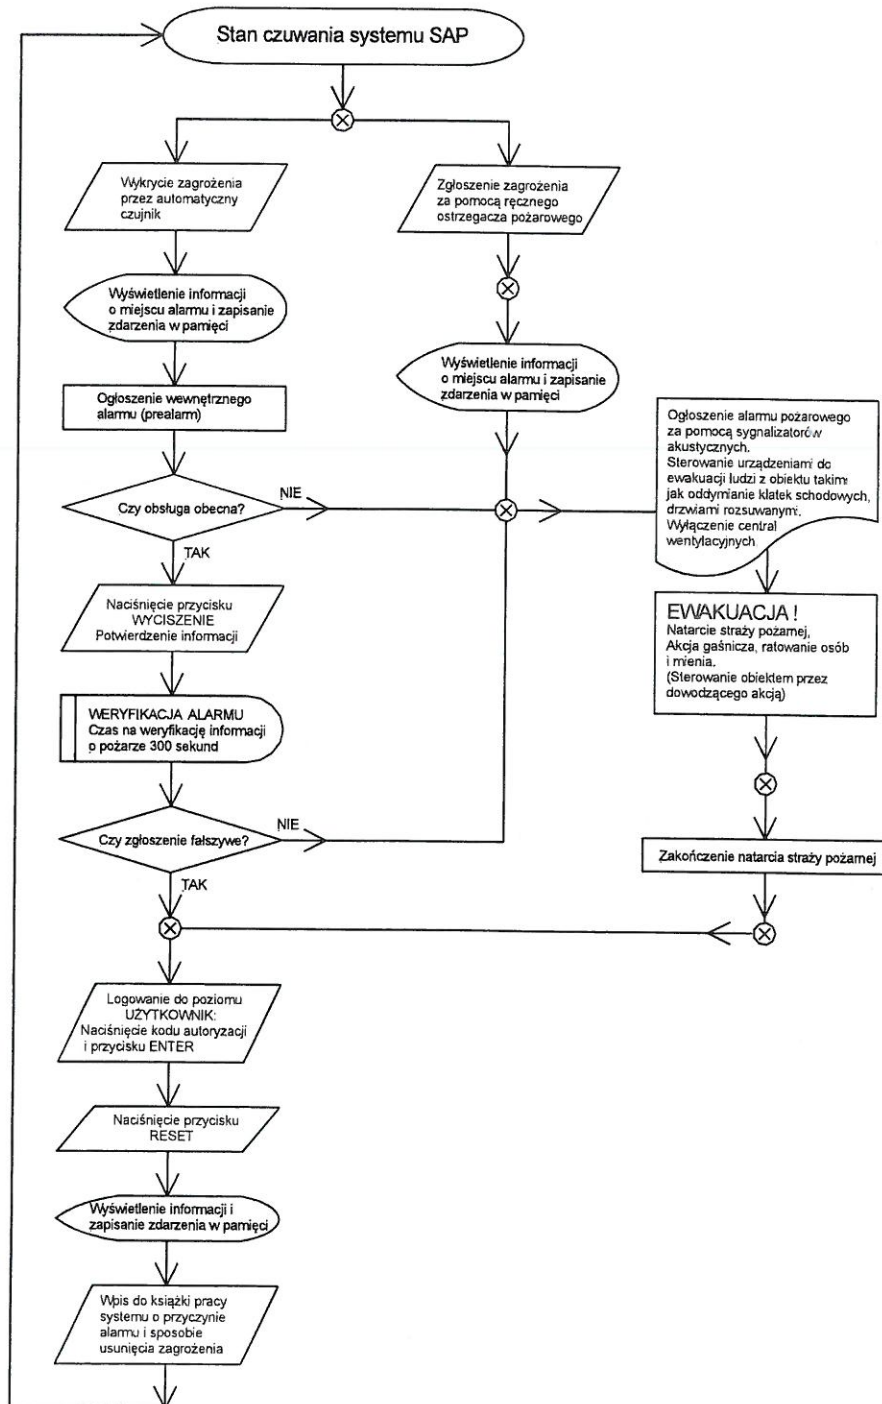 Stan czuwania systemu SAP
Wykrycie zagrożenia
przez automatyczny
czujnik
Zgłoszenie zagrożenia
za pomocą ręcznego
ostrzegacza pożarowego
Wyświetlenie informacji
o miejscu alarmu i zapisanie
zdarzenia w pamięci
Wyświetlenie informacji
o miejscu alarmu i zapisanie
zdarzenia w pamięci
Ogłoszenie wewnętrznego
alarmu (prealarm)
Ogłoszenie alarmu pożarowego
za pomocą sygnalizatorów
akustycznych.
Sterowanie urządzeniami do
ewakuacji ludzi z obiektu takimi
jak oddymianie klatek schodowych,
drzwiami rozsuwanymi.
Wyłączenie central
wentylacyjnych
Czy obsługa obecna?
NIE
TAK
Naciśnięcie przycisku
WYCISZENIE
Potwierdzenie informacji
EWAKUACJA !
Natarcie straży pożarnej,
Akcja gaśnicza, ratowanie osób
i mienia.
(Sterowanie obiektem przez
dowodzącego akcją)
WERYFIKACJA ALARMU
Czas na weryfikację informacji
o pożarze 300 sekund
Czy zgłoszenie fałszywe?
NIE
TAK
Zakończenie natarcia straży pożarnej
Logowanie do poziomu
UŻYTKOWNIK:
Naciśnięcie kodu autoryzacji
i przycisku ENTER
Naciśnięcie przycisku
RESET
Wyświetlenie informacji i
zapisanie zdarzenia w pamięci
Wpis do książki pracy
systemu o przyczynie
alarmu i sposobie
usunięcia zagrożenia